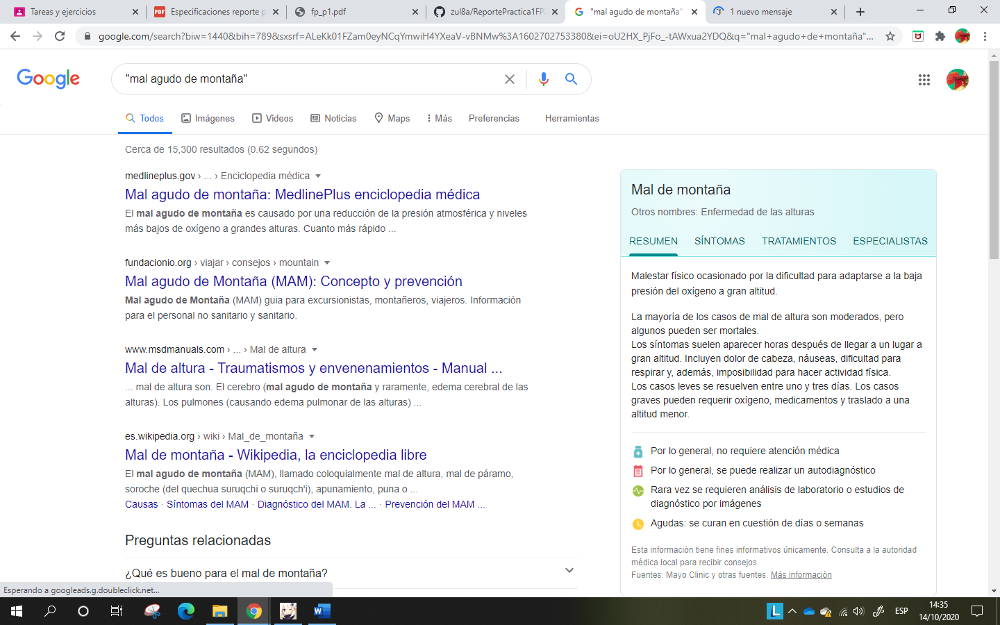 Tareas y ejercicios
Especificaciones reporte p
fp_p1.pdf
zul8a/ReportePractica1FP
"mal agudo de montaña"
1 nuevo mensaje
google.com/search?biw=1440&bih=789&sxsrf=ALeKk01FZam0eyNCqYmwiH4YXeaV-vBNMw%3A1602702753380&ei=oU2HX_PjFo_-tAWxua2YDQ&q="mal+agudo+de+montaña"...
Google
"mal agudo de montaña"
Todos
Imágenes
Videos
Noticias
Maps
Más
Preferencias
Herramientas
Cerca de 15,300 resultados (0.62 segundos)
medlineplus.gov › ... › Enciclopedia médica
Mal agudo de montaña: MedlinePlus enciclopedia médica
El mal agudo de montaña es causado por una reducción de la presión atmosférica y niveles
más bajos de oxígeno a grandes alturas. Cuanto más rápido ...
fundacionio.org › viajar › consejos › mountain
Mal agudo de Montaña (MAM): Concepto y prevención
Mal agudo de Montaña (MAM) guia para excursionistas, montañeros, viajeros. Información
para el personal no sanitario y sanitario.
www.msdmanuals.com › ... › Mal de altura
Mal de altura - Traumatismos y envenenamientos - Manual ...
... mal de altura son. El cerebro (mal agudo de montaña y raramente, edema cerebral de las
alturas). Los pulmones (causando edema pulmonar de las alturas) ...
es.wikipedia.org › wiki › Mal_de_montaña
Mal de montaña - Wikipedia, la enciclopedia libre
El mal agudo de montaña (MAM), llamado coloquialmente mal de altura, mal de páramo,
soroche (del quechua suruqchi o suruqch'i), apunamiento, puna o ...
Causas · Síntomas del MAM · Diagnóstico del MAM. La ... · Prevención del MAM ...
Preguntas relacionadas
¿Qué es bueno para el mal de montaña?
Mal de montaña
Otros nombres: Enfermedad de las alturas
RESUMEN
SÍNTOMAS
TRATAMIENTOS
ESPECIALISTAS
Malestar físico ocasionado por la dificultad para adaptarse a la baja
presión del oxígeno a gran altitud.
La mayoría de los casos de mal de altura son moderados, pero
algunos pueden ser mortales.
Los síntomas suelen aparecer horas después de llegar a un lugar a
gran altitud. Incluyen dolor de cabeza, náuseas, dificultad para
respirar y, además, imposibilidad para hacer actividad física.
Los casos leves se resuelven entre uno y tres días. Los casos
graves pueden requerir oxígeno, medicamentos y traslado a una
altitud menor.
Por lo general, no requiere atención médica
Por lo general, se puede realizar un autodiagnóstico
Rara vez se requieren análisis de laboratorio o estudios de
diagnóstico por imágenes
Agudas: se curan en cuestión de días o semanas
Esta información tiene fines informativos únicamente. Consulta a la autoridad
médica local para recibir consejos.
Fuentes: Mayo Clinic y otras fuentes. Más información
Esperando a googleads.g.doubleclick.net...
L
ESP
14:35
14/10/2020